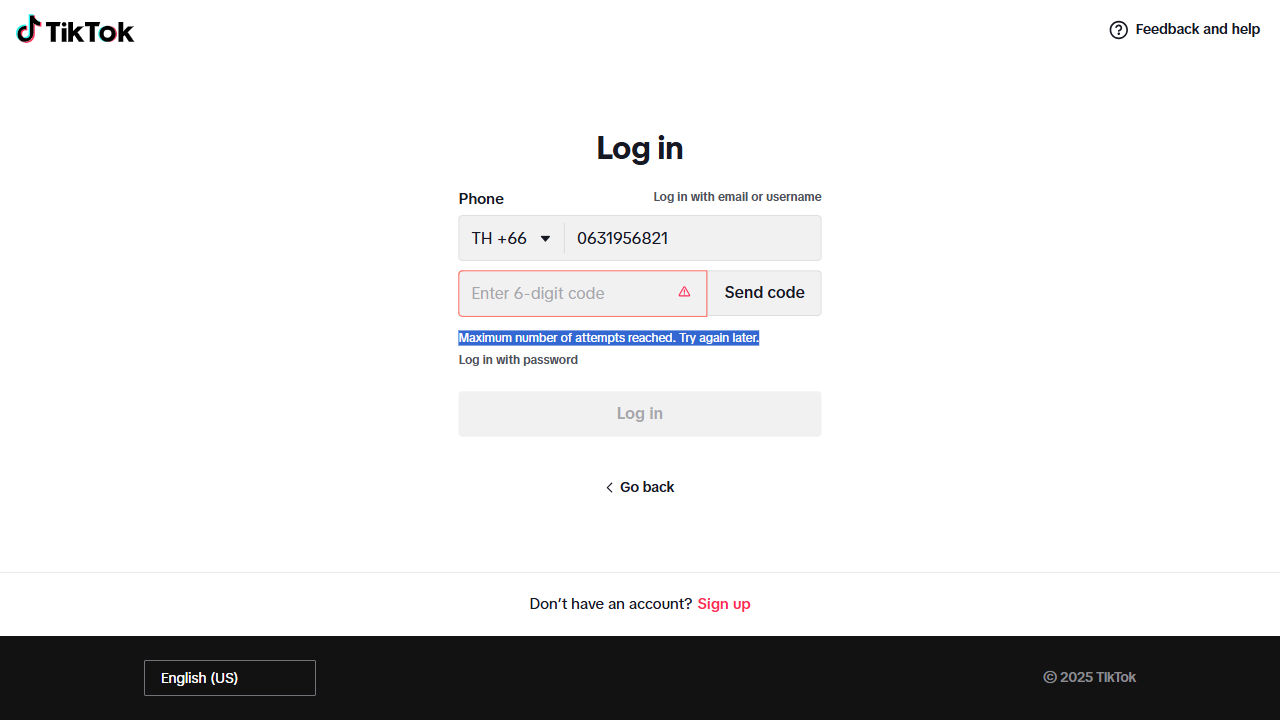 TikTok
Feedback and help
Log in
Phone
Log in with email or username
TH +66
0631956821
Enter 6-digit code
Send code
Maximum number of attempts reached. Try again later.
Log in with password
Log in
Go back
Don't have an account? Sign up
English (US)
© 2025 TikTok